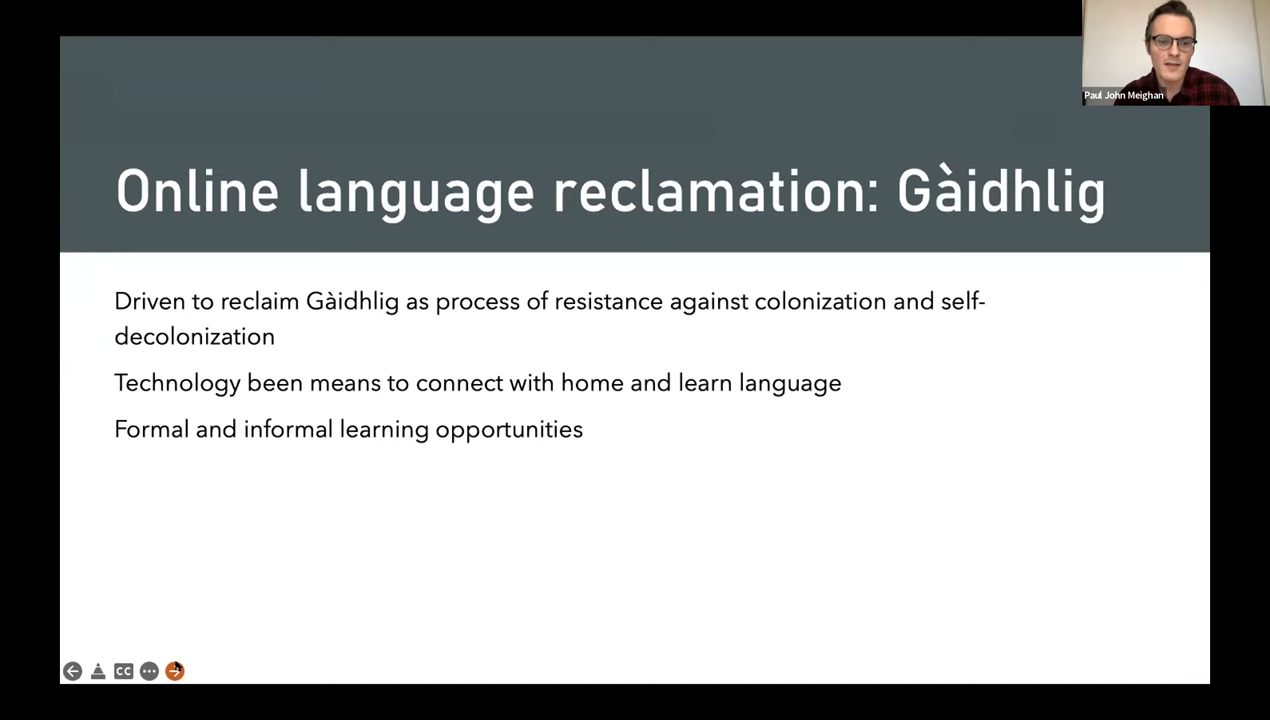 Paul John Meighan
Online language reclamation: Gàidhlig
Driven to reclaim Gàidhlig as process of resistance against colonization and self-
decolonization
Technology been means to connect with home and learn language
Formal and informal learning opportunities
CC